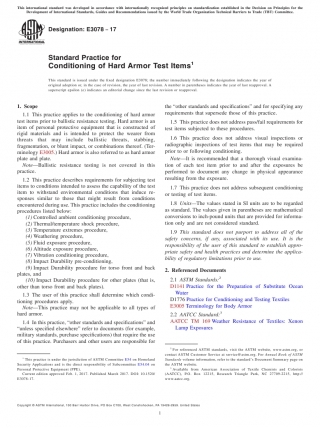 This international standard was developed in accordance with internationally recognized principles on standardization established in the Decision on Principles for the
Development of International Standards, Guides and Recommendations issued by the World Trade Organization Technical Barriers to Trade (TBT) Committee.
Designation: E3078 − 17
ASTM
INTERNATIONAL
Standard Practice for
Conditioning of Hard Armor Test Items1
This standard is issued under the fixed designation E3078; the number immediately following the designation indicates the year of
original adoption or, in the case of revision, the year of last revision. A number in parentheses indicates the year of last reapproval. A
superscript epsilon (ε) indicates an editorial change since the last revision or reapproval.
1. Scope
1.1 This practice applies to the conditioning of hard armor
test items prior to ballistic resistance testing. Hard armor is an
item of personal protective equipment that is constructed of
rigid materials and is intended to protect the wearer from
threats that may include ballistic threats, stabbing,
fragmentation, or blunt impact, or combinations thereof. (Ter-
minology E3005.) Hard armor is also referred to as hard armor
plate and plate.
Note—Ballistic resistance testing is not covered in this
practice.
1.2 This practice describes requirements for subjecting test
items to conditions intended to assess the capability of the test
item to withstand environmental conditions that induce re-
sponses similar to those that might result from conditions
encountered during use. This practice includes the conditioning
procedures listed below:
(1) Controlled ambient conditioning procedure,
(2) Thermal/temperature shock procedure,
(3) Temperature extremes procedure,
(4) Weathering procedure,
(5) Fluid exposure procedure,
(6) Altitude exposure procedure,
(7) Vibration conditioning procedure,
(8) Impact Durability pre-conditioning,
(9) Impact Durability procedure for torso front and back
plates, and
(10) Impact Durability procedure for other plates (that is,
other than torso front and back plates).
1.3 The user of this practice shall determine which condi-
tioning procedures apply.
Note—This practice may not be applicable to all types of
hard armor.
1.4 In this practice, “other standards and specifications” and
“unless specified elsewhere” refer to documents (for example,
military standards, purchase specifications) that require the use
of this practice. Purchasers and other users are responsible for
the “other standards and specifications” and for specifying any
requirements that supersede those of this practice.
1.5 This practice does not address pass/fail requirements for
test items subjected to these procedures.
1.6 This practice does not address visual inspections or
radiographic inspections of test items that may be required
prior to or following conditioning.
Note—It is recommended that a thorough visual examina-
tion of each test item prior to and after the exposures be
performed to document any change in physical appearance
resulting from the exposure.
1.7 This practice does not address subsequent conditioning
or testing of test items.
1.8 Units—The values stated in SI units are to be regarded
as standard. The values given in parentheses are mathematical
conversions to inch-pound units that are provided for informa-
tion only and are not considered standard.
1.9 This standard does not purport to address all of the
safety concerns, if any, associated with its use. It is the
responsibility of the user of this standard to establish appro-
priate safety and health practices and determine the applica-
bility of regulatory limitations prior to use.
2. Referenced Documents
2.1 ASTM Standards:2
D1141 Practice for the Preparation of Substitute Ocean
Water
D1776 Practice for Conditioning and Testing Textiles
E3005 Terminology for Body Armor
2.2 AATCC Standard:3
AATCC TM 169 Weather Resistance of Textiles: Xenon
Lamp Exposures
1 This practice is under the jurisdiction of ASTM Committee E54 on Homeland
Security Applications and is the direct responsibility of Subcommittee E54.04 on
Personal Protective Equipment (PPE).
Current edition approved Feb. 1, 2017. Published March 2017. DOI: 10.1520/
E3078-17.
2 For referenced ASTM standards, visit the ASTM website, www.astm.org, or
contact ASTM Customer Service at service@astm.org. For Annual Book of ASTM
Standards volume information, refer to the standard’s Document Summary page on
the ASTM website.
3 Available from American Association of Textile Chemists and Colorists
(AATCC), P.O. Box 12215, Research Triangle Park, NC 27709-2215, http://
www.aatcc.org.
Copyright © ASTM International, 100 Barr Harbor Drive, PO Box C700, West Conshohocken, PA 19428-2959. United States
1